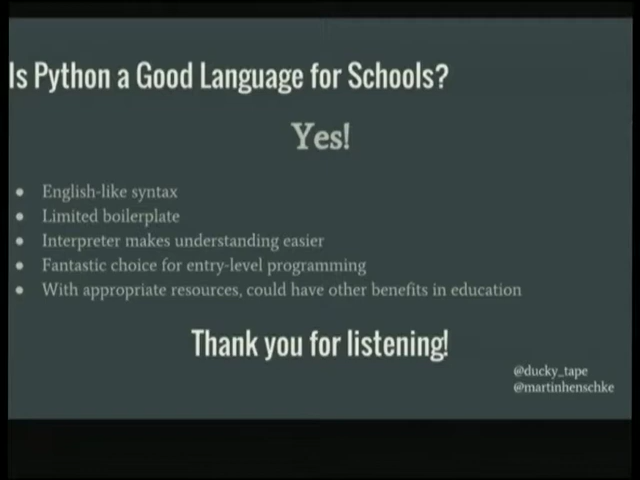 Is Python a Good Language for Schools?
Yes!
● English-like syntax
● Limited boilerplate
● Interpreter makes understanding easier
● Fantastic choice for entry-level programming
● With appropriate resources, could have other benefits in education
Thank you for listening!
@ducky_tape
@martinhenschke